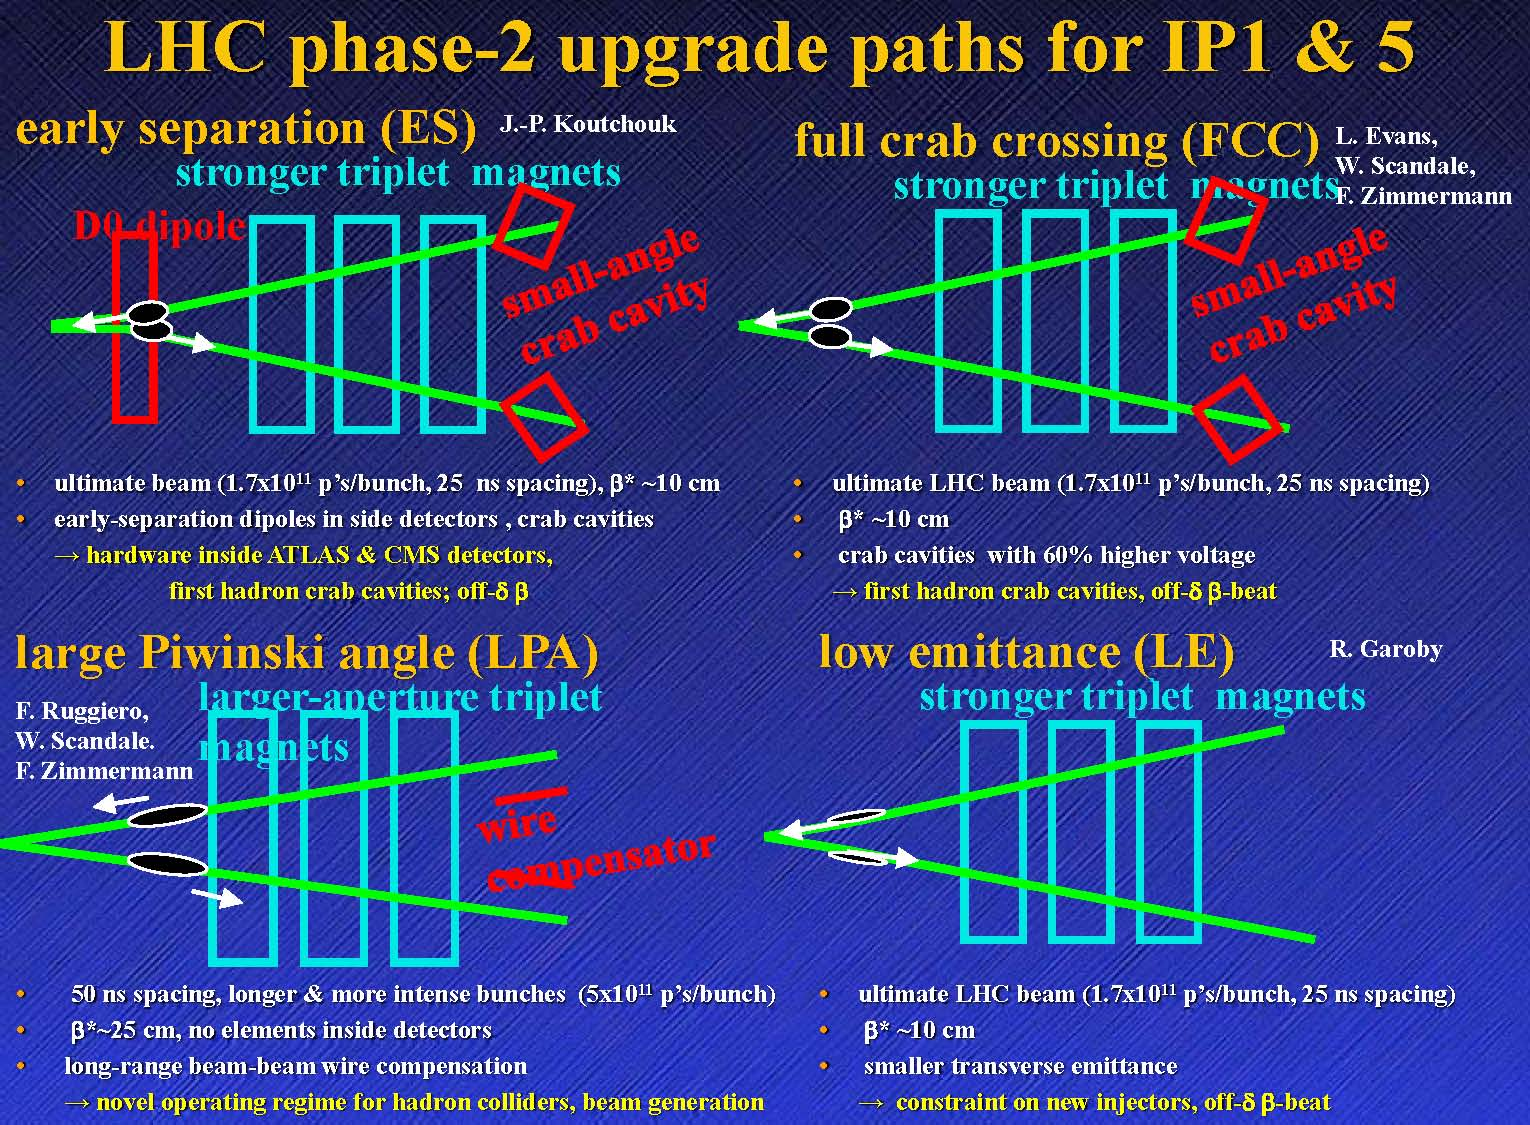 LHC phase-2 upgrade paths for IP1 & 5
early separation (ES)
J.-P. Koutchouk
stronger triplet magnets
D0 dipole
small-angle
crab cavity
• ultimate beam (1.7x10¹¹ p’s/bunch, 25 ns spacing), β* ~10 cm
• early-separation dipoles in side detectors , crab cavities
→ hardware inside ATLAS & CMS detectors,
first hadron crab cavities; off-δ β
full crab crossing (FCC)
L. Evans,
W. Scandale,
F. Zimmermann
stronger triplet magnets
small-angle
crab cavity
• ultimate LHC beam (1.7x10¹¹ p’s/bunch, 25 ns spacing)
• β* ~10 cm
• crab cavities with 60% higher voltage
→ first hadron crab cavities, off-δ β-beat
large Piwinski angle (LPA)
F. Ruggiero,
W. Scandale.
F. Zimmermann
larger-aperture triplet
magnets
wire
compensator
• 50 ns spacing, longer & more intense bunches (5x10¹¹ p’s/bunch)
• β*~25 cm, no elements inside detectors
• long-range beam-beam wire compensation
→ novel operating regime for hadron colliders, beam generation
low emittance (LE)
R. Garoby
stronger triplet magnets
• ultimate LHC beam (1.7x10¹¹ p’s/bunch, 25 ns spacing)
• β* ~10 cm
• smaller transverse emittance
→ constraint on new injectors, off-δ β-beat